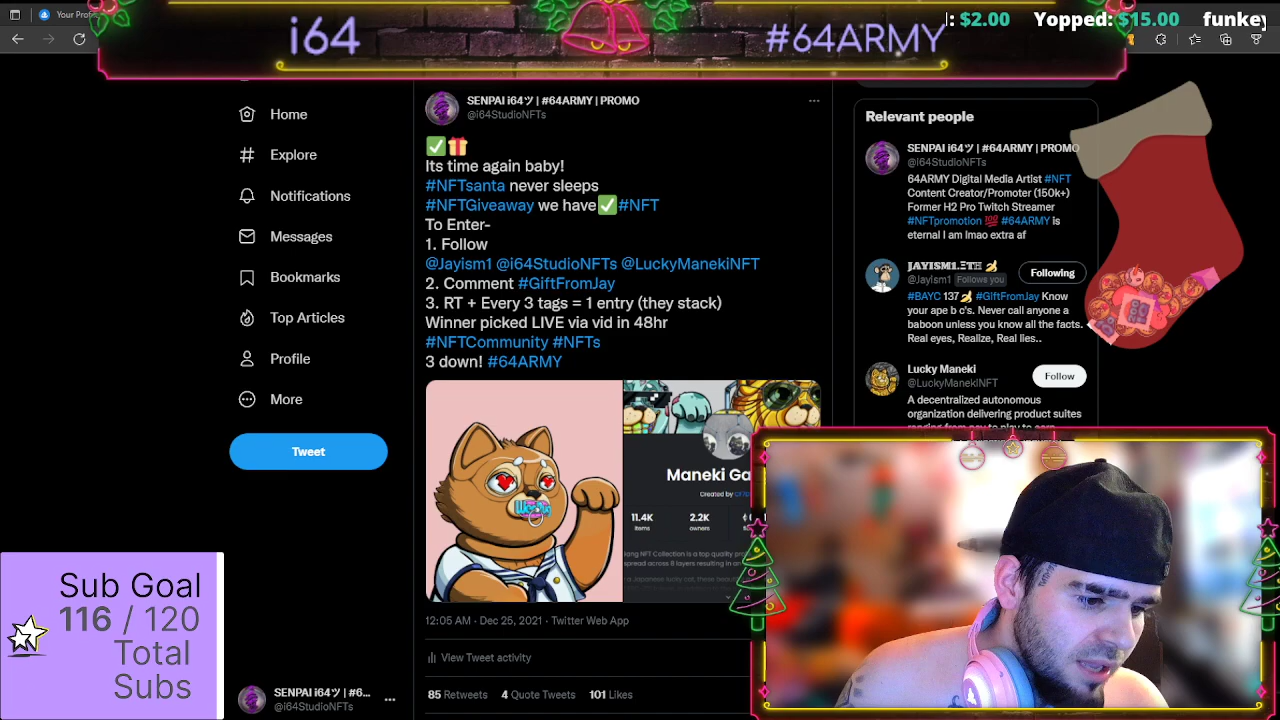 Your Prot
i64
#64ARMY
: $2.00 Yopped: $15.00 funkey
Home
Explore
Notifications
Messages
Bookmarks
Top Articles
Profile
More
Tweet
SENPAI i64ツ | #64ARMY | PROMO
@i64StudioNFTs
✅🎁
Its time again baby!
#NFTsanta never sleeps
#NFTGiveaway we have✅#NFT
To Enter-
1. Follow
@Jayism1 @i64StudioNFTs @LuckyManekiNFT
2. Comment #GiftFromJay
3. RT + Every 3 tags = 1 entry (they stack)
Winner picked LIVE via vid in 48hr
#NFTCommunity #NFTs
3 down! #64ARMY
Maneki Ga
Created by
11.4K
items
2.2K
owners
12:05 AM · Dec 25, 2021 · Twitter Web App
View Tweet activity
85 Retweets 4 Quote Tweets 101 Likes
Relevant people
SENPAI i64ツ | #64ARMY | PROMO
@i64StudioNFTs
64ARMY Digital Media Artist #NFT
Content Creator/Promoter (150k+)
Former H2 Pro Twitch Streamer
#NFTpromotion 💯 #64ARMY is
eternal I am lmao extra af
𝕁𝔸𝕐𝕀𝕊𝕄𝟙.ΞTH 🍌
@Jayism1 Follows you
Following
#BAYC 137🍌 #GiftFromJay Know
your ape b c's. Never call anyone a
baboon unless you know all the facts.
Real eyes, Realize, Real lies..
Lucky Maneki
@LuckyManekiNFT
Follow
A decentralized autonomous
organization delivering product suites
Sub Goal
116 / 120
Total
Subs
SENPAI i64ツ | #6...
@i64StudioNFTs